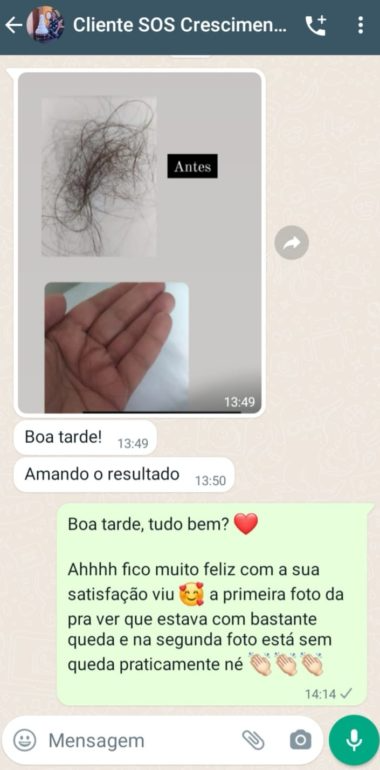 Cliente SOS Crescimen...
Antes
13:49
Boa tarde! 13:49
Amando o resultado 13:50
Boa tarde, tudo bem? ❤️
Ahhhh fico muito feliz com a sua
satisfação viu 🥰 a primeira foto da
pra ver que estava com bastante
queda e na segunda foto está sem
queda praticamente né 👏🏻👏🏻👏🏻
14:14
Mensagem